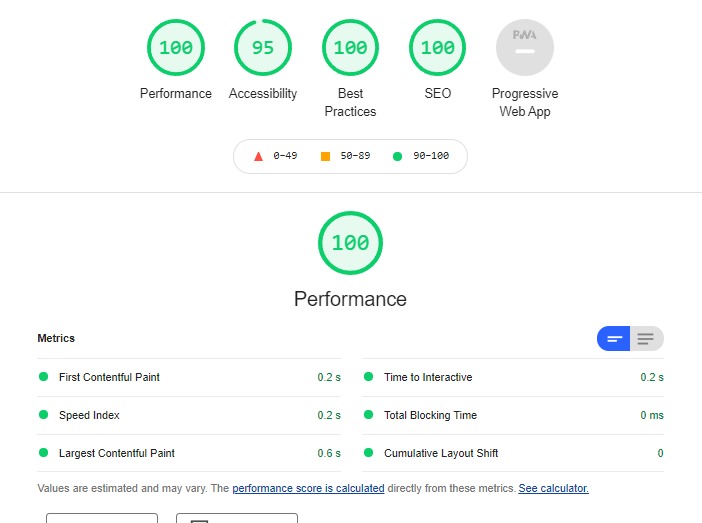 100 95 100 100 PWA
Performance Accessibility Best Practices SEO Progressive Web App
0–49 50–89 90–100
100
Performance
Metrics
First Contentful Paint 0.2 s Time to Interactive 0.2 s
Speed Index 0.2 s Total Blocking Time 0 ms
Largest Contentful Paint 0.6 s Cumulative Layout Shift 0
Values are estimated and may vary. The performance score is calculated directly from these metrics. See calculator.